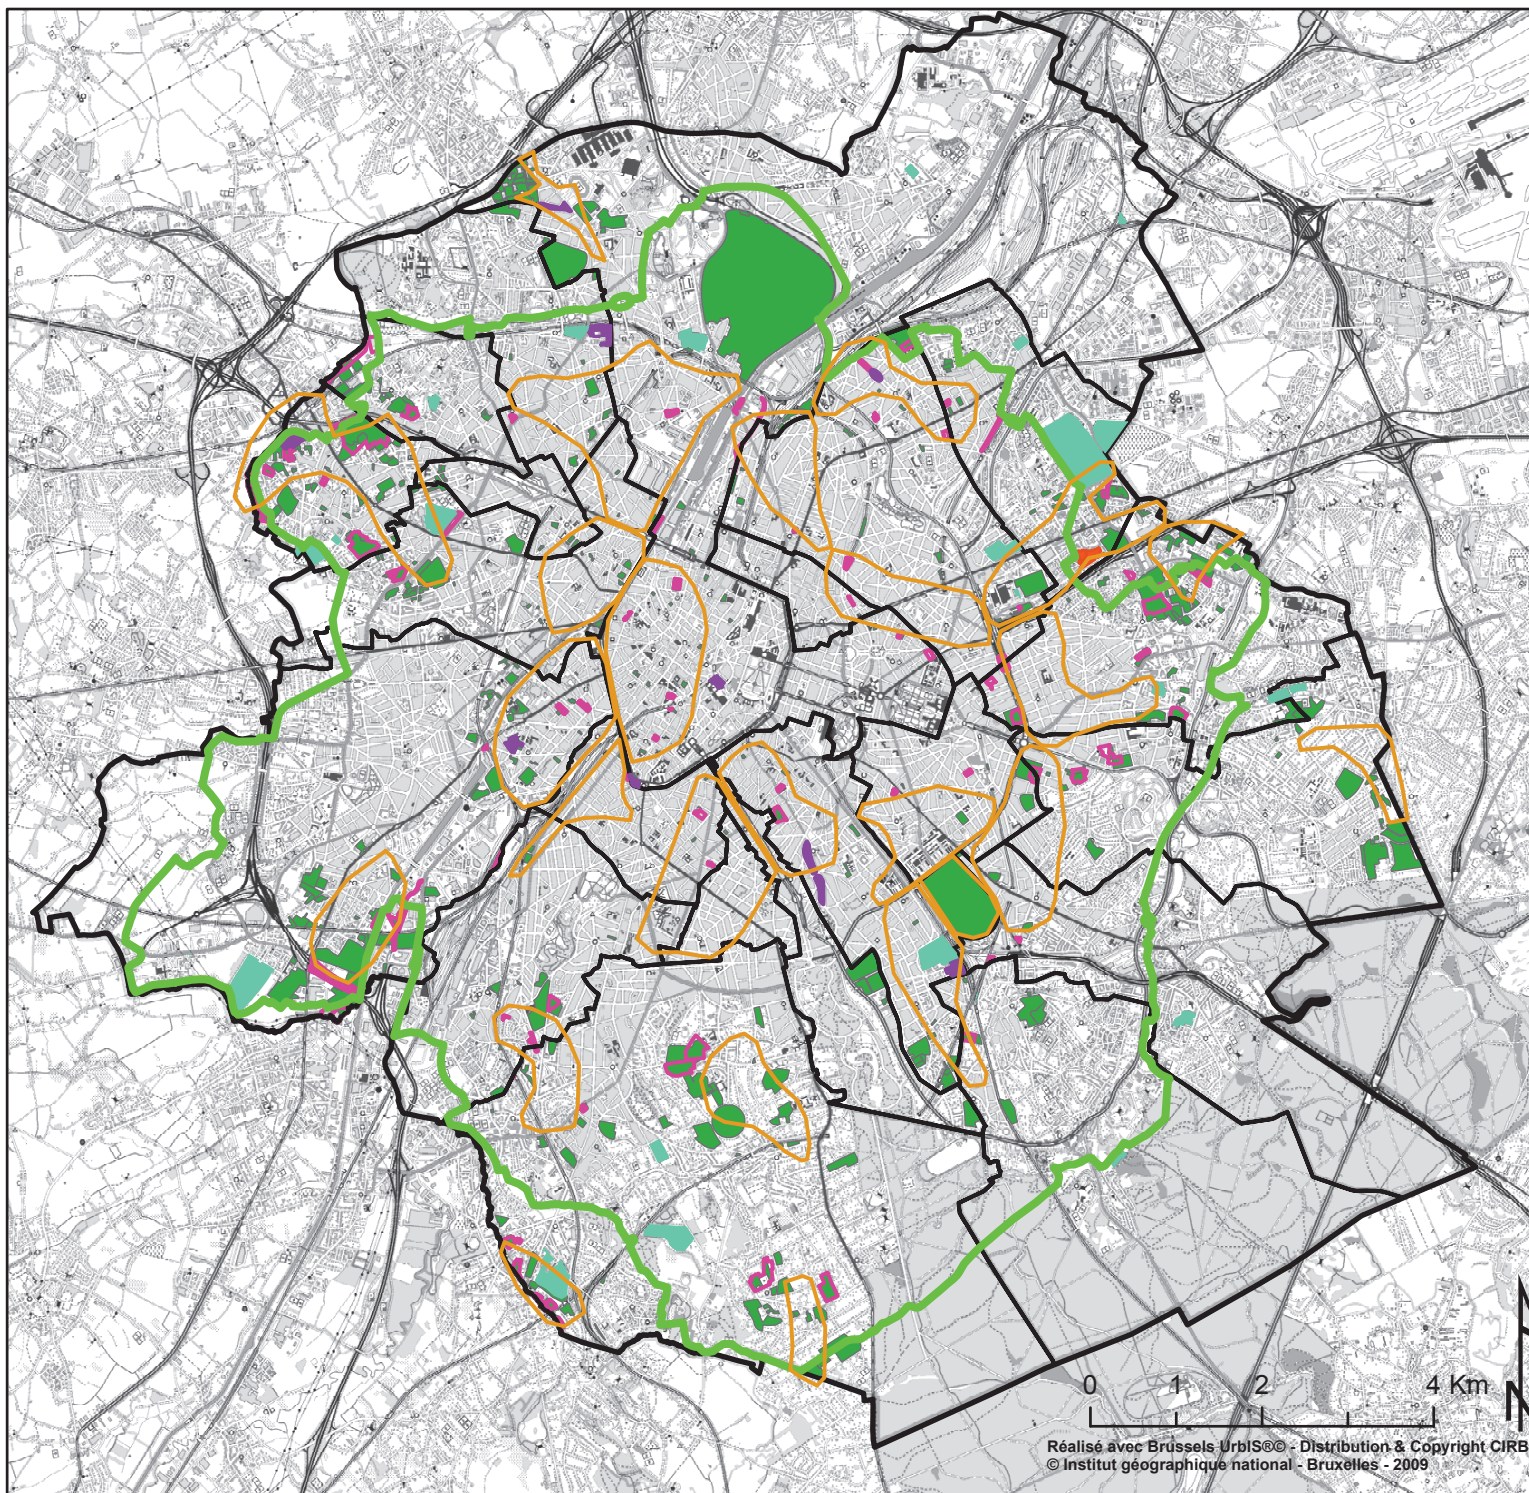 0 1 2 4 Km
Réalisé avec Brussels UrbIS®© - Distribution & Copyright CIRB
© Institut géographique national - Bruxelles - 2009